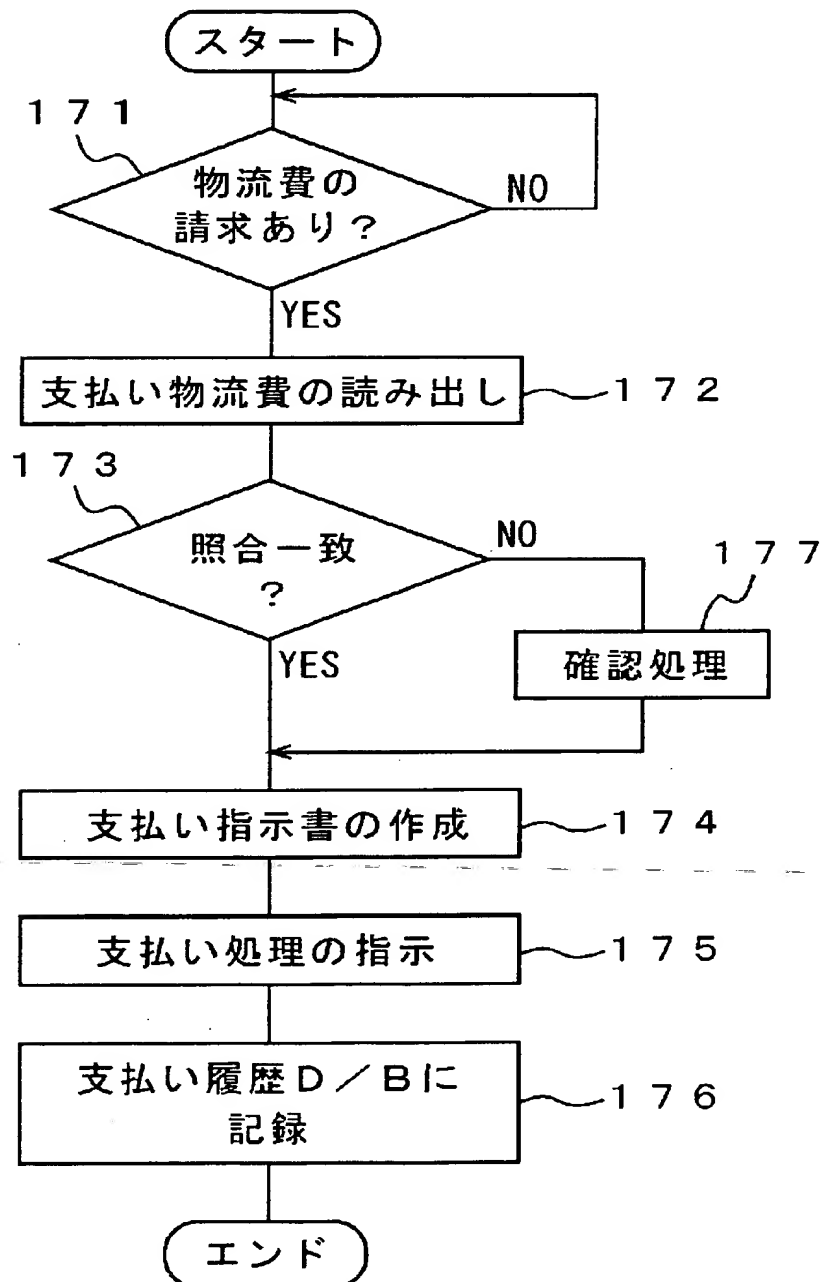 スタート
171
物流費の
請求あり?
NO
YES
支払い物流費の読み出し
172
173
照合一致
?
NO
177
YES
確認処理
支払い指示書の作成
174
支払い処理の指示
175
支払い履歴D/Bに
記録
176
エンド